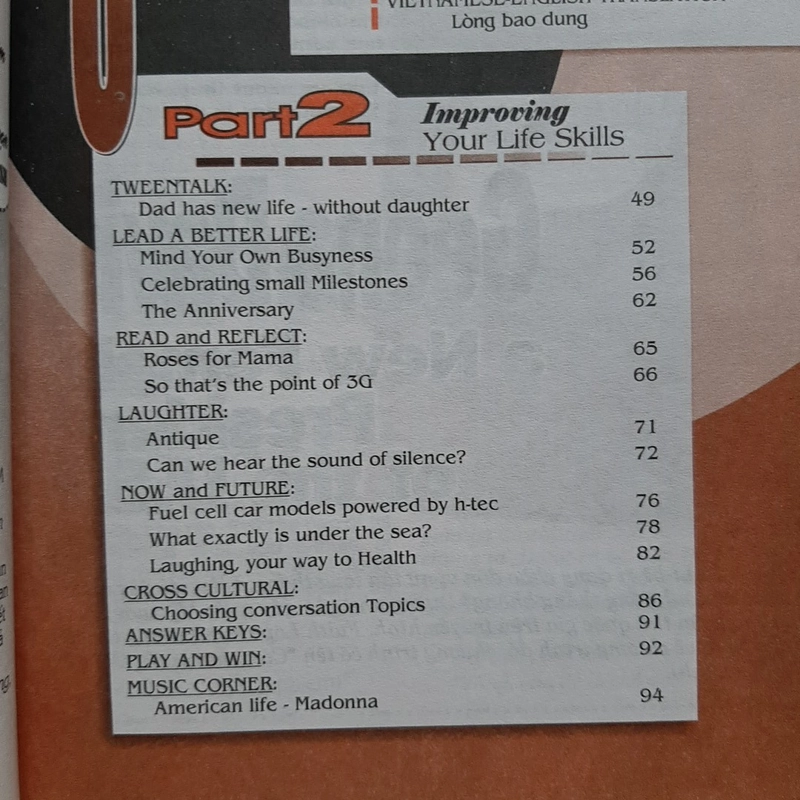 VIETNAMESE-ENGLISH TRANSLATION
Lòng bao dung
Part 2
Improving
Your Life Skills
TWEENTALK:
Dad has new life - without daughter 49
LEAD A BETTER LIFE:
Mind Your Own Busyness 52
Celebrating small Milestones 56
The Anniversary 62
READ and REFLECT:
Roses for Mama 65
So that's the point of 3G 66
LAUGHTER:
Antique 71
Can we hear the sound of silence? 72
NOW and FUTURE:
Fuel cell car models powered by h-tec 76
What exactly is under the sea? 78
Laughing, your way to Health 82
CROSS CULTURAL:
Choosing conversation Topics 86
ANSWER KEYS: 91
PLAY AND WIN: 92
MUSIC CORNER:
American life - Madonna 94